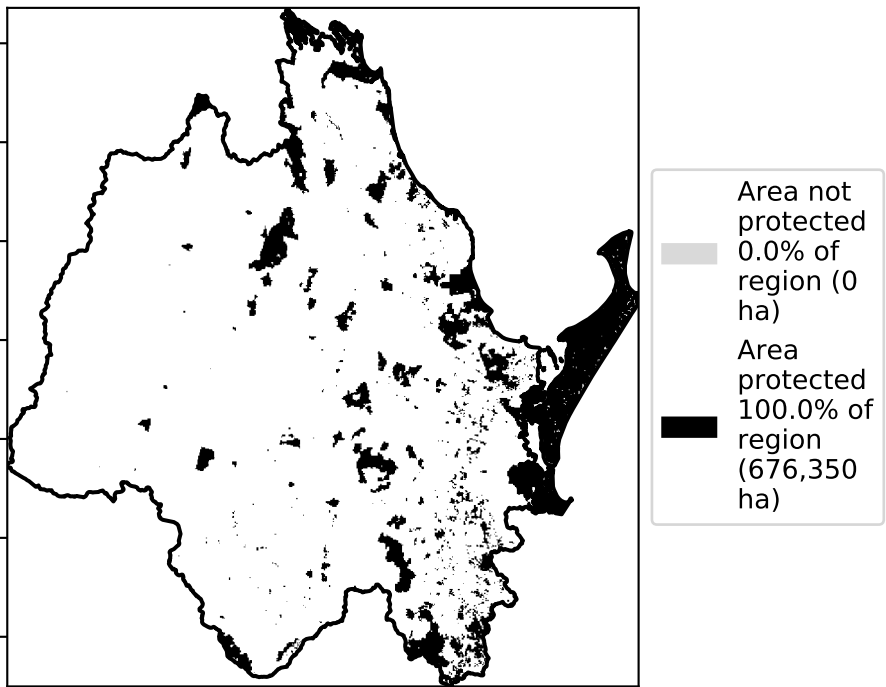 Area not
protected
0.0% of
region (0
ha)
Area
protected
100.0% of
region
(676,350
ha)